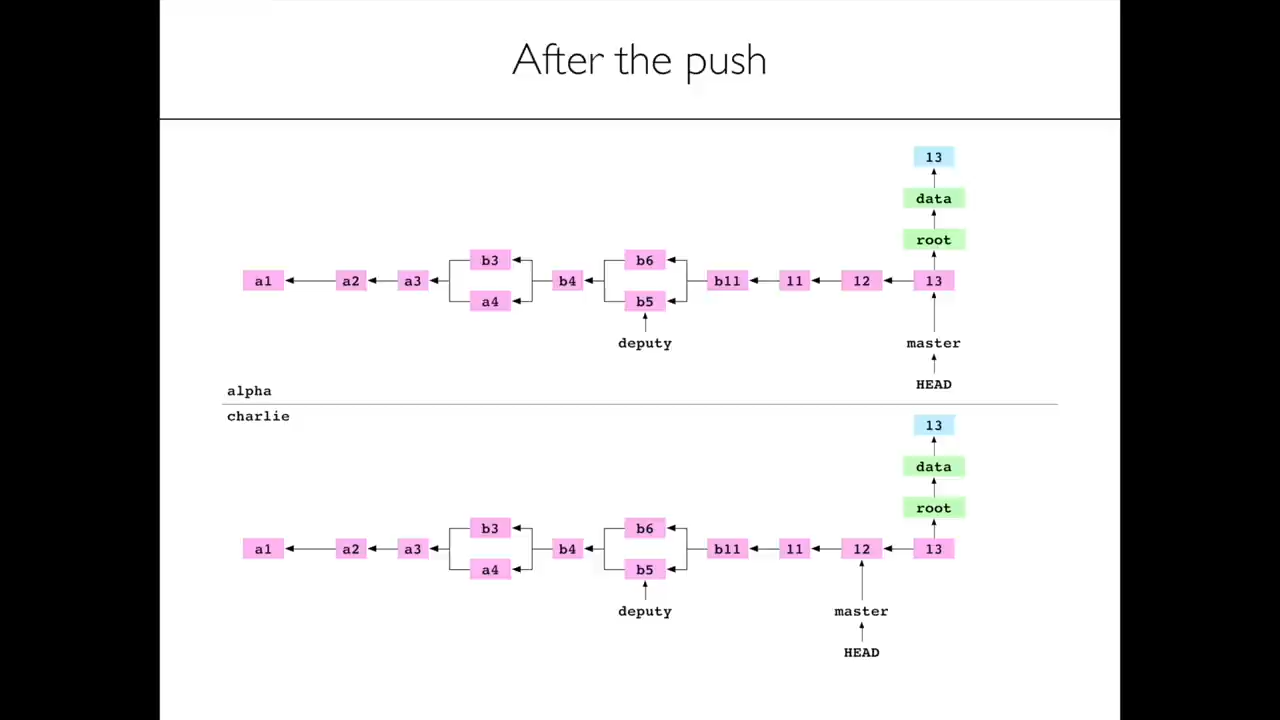 After the push
13
data
root
b3 b6
a1 a2 a3 b4 b11 11 12 13
a4 b5
deputy master
HEAD
alpha
charlie
13
data
root
b3 b6
a1 a2 a3 b4 b11 11 12 13
a4 b5
deputy master
HEAD